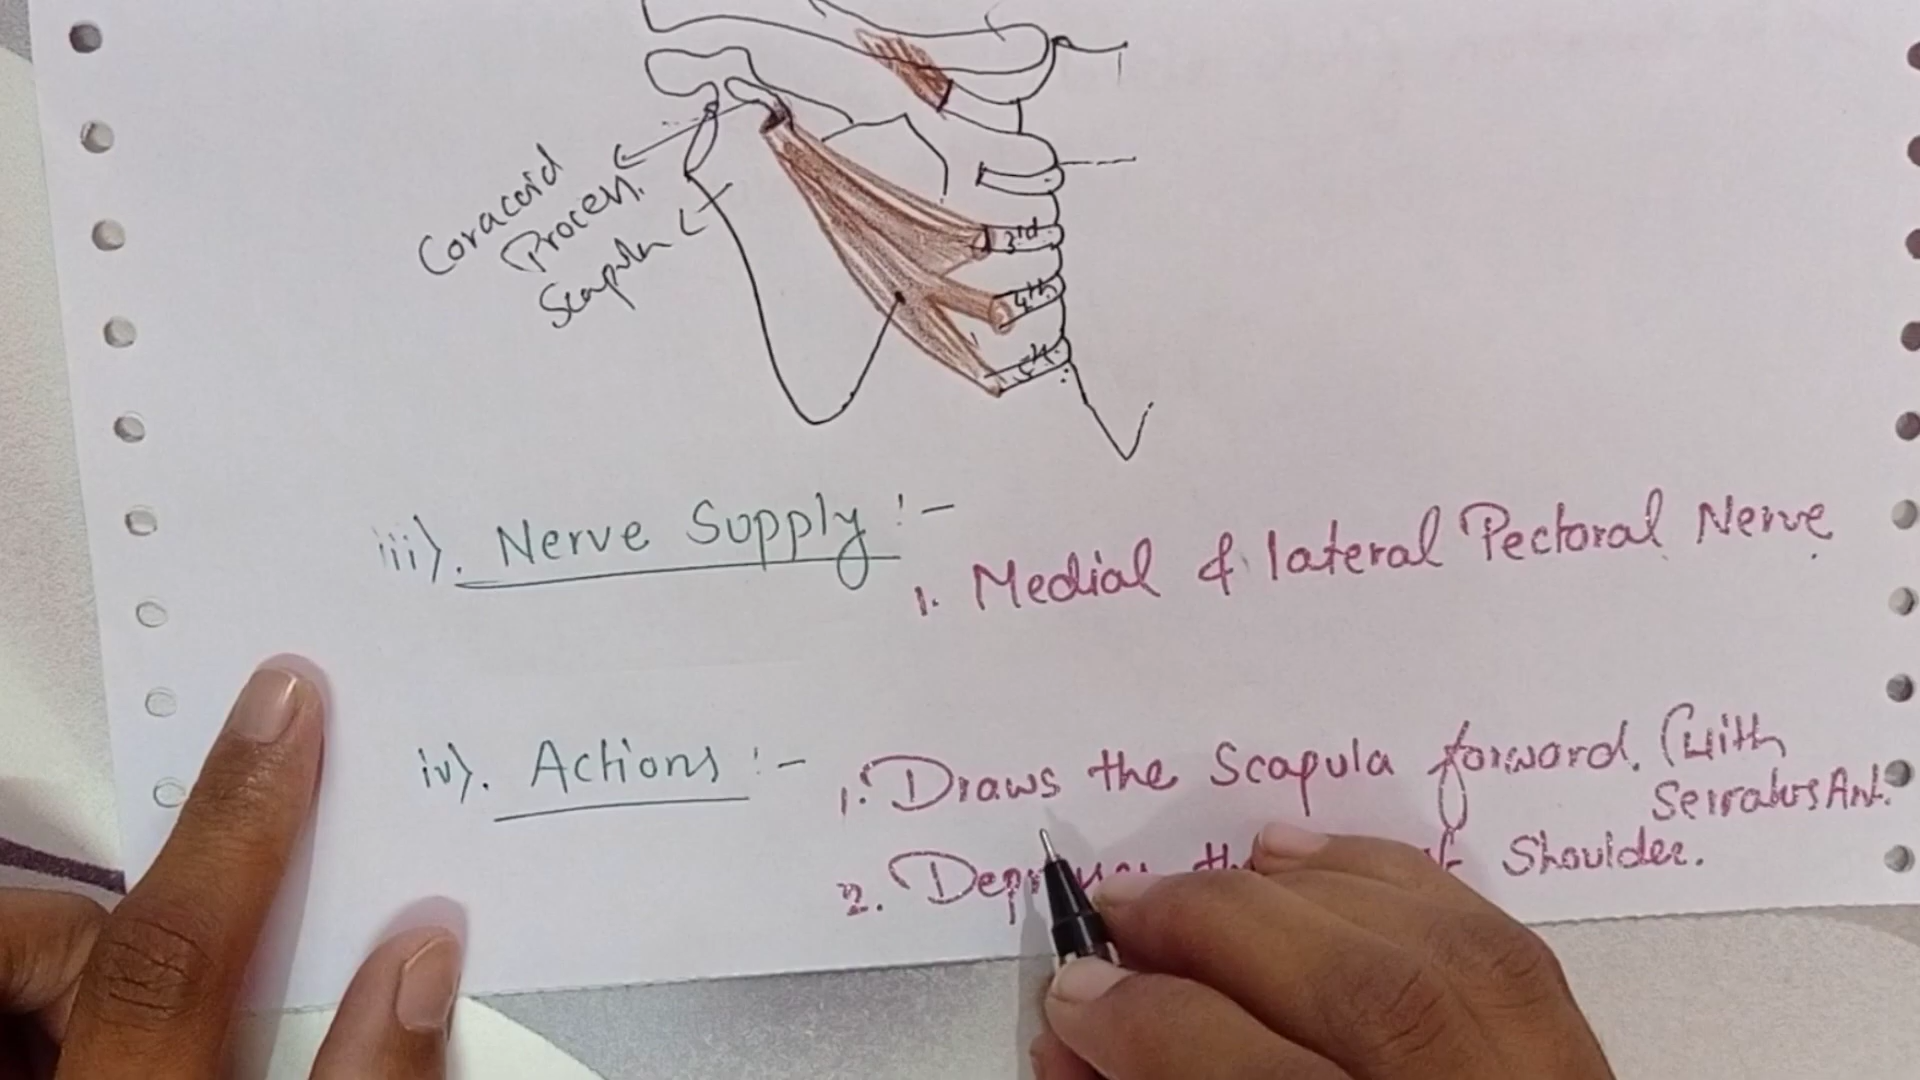 Coracoid
Process.
Scapula
3rd
4th
5th
iii). Nerve Supply :-
1. Medial & lateral Pectoral Nerve
iv). Actions :-
1. Draws the Scapula forward. (with
Serratus Ant.
2. Shoulder.